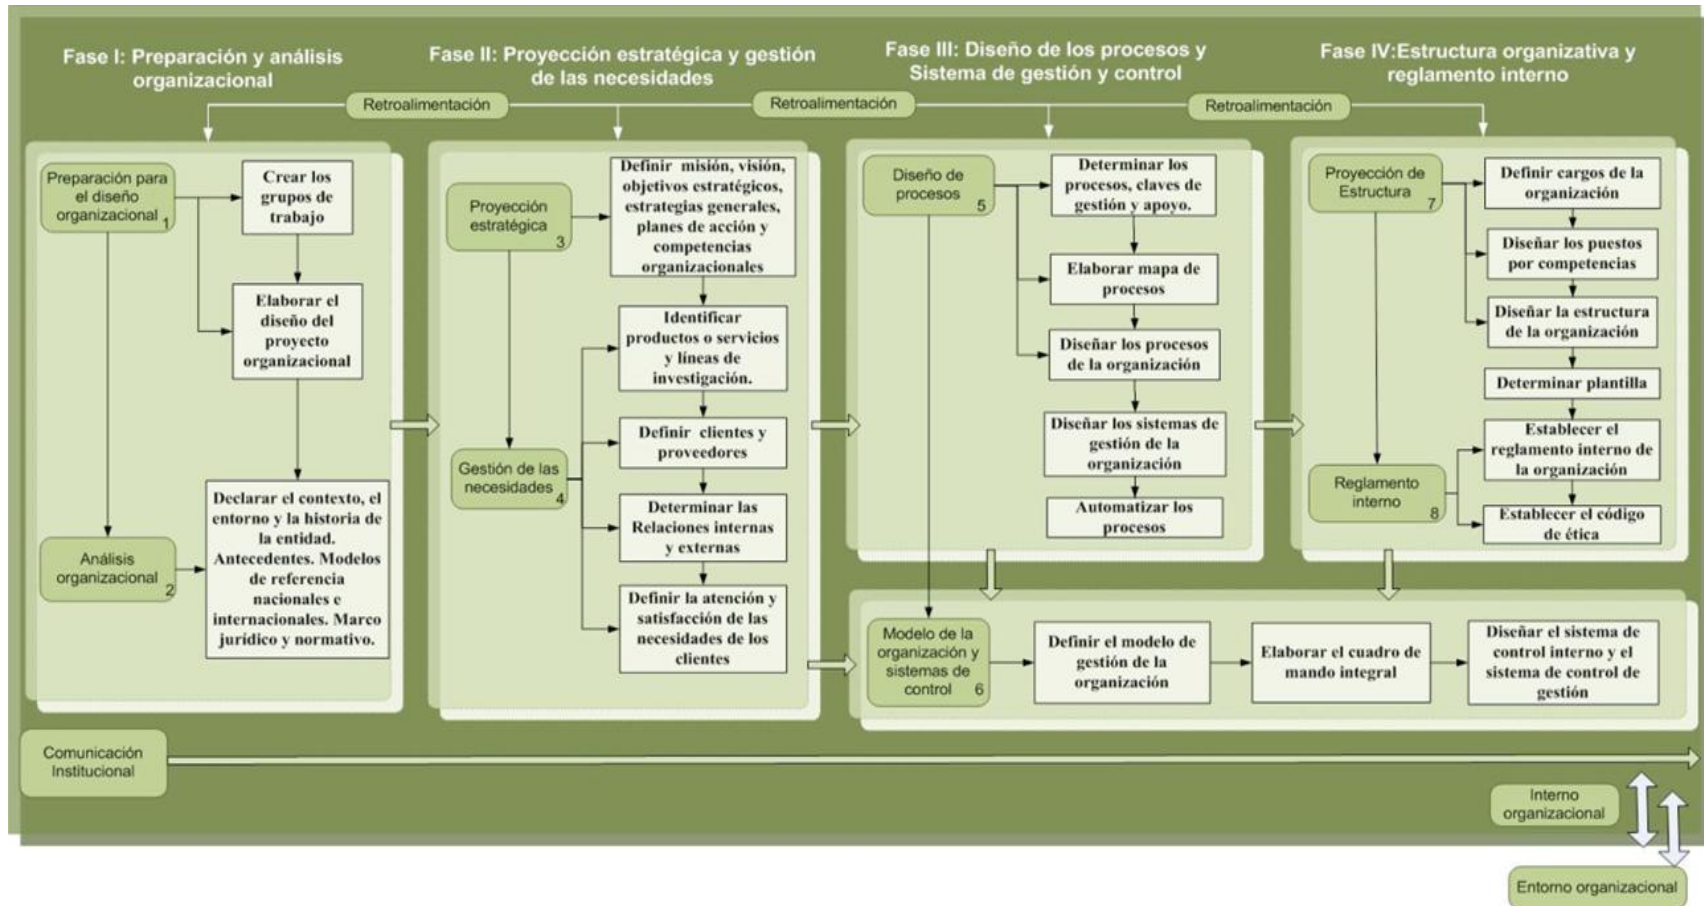 Fase I: Preparación y análisis
organizacional
Fase II: Proyección estratégica y gestión
de las necesidades
Fase III: Diseño de los procesos y
Sistema de gestión y control
Fase IV:Estructura organizativa y
reglamento interno
Retroalimentación
Retroalimentación
Retroalimentación
Preparación para
el diseño
organizacional
1
Crear los
grupos de
trabajo
Elaborar el
diseño del
proyecto
organizacional
Análisis
organizacional
2
Declarar el contexto, el
entorno y la historia de
la entidad.
Antecedentes. Modelos
de referencia
nacionales e
internacionales. Marco
jurídico y normativo.
Proyección
estratégica
3
Definir misión, visión,
objetivos estratégicos,
estrategias generales,
planes de acción y
competencias
organizacionales
Identificar
productos o servicios
y líneas de
investigación.
Gestión de las
necesidades
4
Definir clientes y
proveedores
Determinar las
Relaciones internas
y externas
Definir la atención y
satisfacción de las
necesidades de los
clientes
Diseño de
procesos
5
Determinar los
procesos, claves de
gestión y apoyo.
Elaborar mapa de
procesos
Diseñar los procesos
de la organización
Diseñar los sistemas de
gestión de la
organización
Automatizar los
procesos
Proyección de
Estructura
7
Definir cargos de la
organización
Diseñar los puestos
por competencias
Diseñar la estructura
de la organización
Determinar plantilla
Reglamento
interno
8
Establecer el
reglamento interno de
la organización
Establecer el código
de ética
Modelo de la
organización y
sistemas de
control
6
Definir el modelo de
gestión de la
organización
Elaborar el cuadro de
mando integral
Diseñar el sistema de
control interno y el
sistema de control de
gestión
Comunicación
Institucional
Interno
organizacional
Entorno organizacional